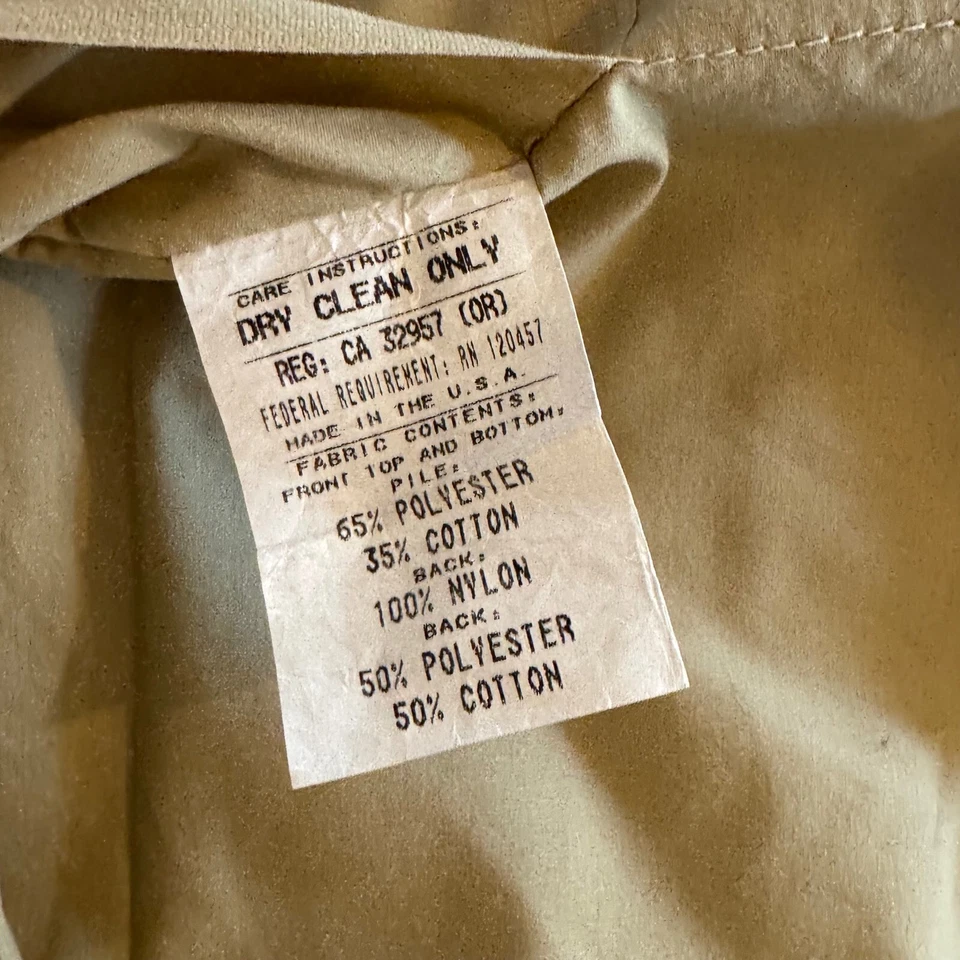 CARE INSTRUCTIONS:
DRY CLEAN ONLY
REG: CA 32957 (OR)
FEDERAL REQUIREMENT: RN 120457
MADE IN THE U.S.A.
FABRIC CONTENTS:
FRONT TOP AND BOTTOM:
PILE:
65% POLYESTER
35% COTTON
BACK:
100% NYLON
BACK:
50% POLYESTER
50% COTTON